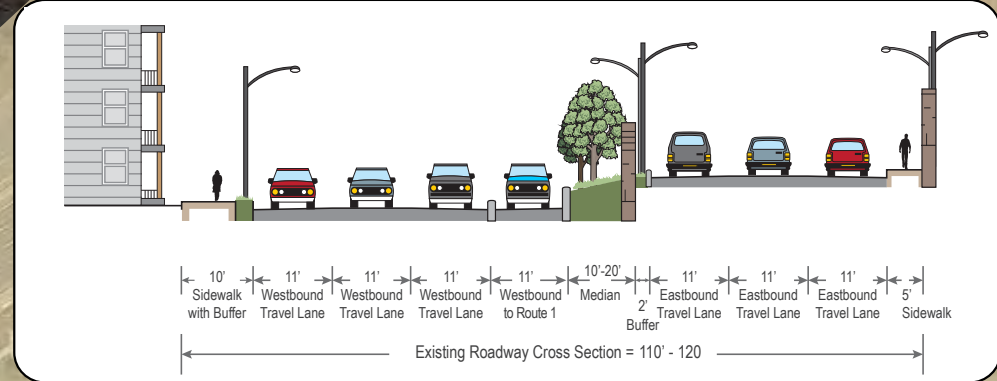 10'
Sidewalk
with Buffer
11'
Westbound
Travel Lane
11'
Westbound
Travel Lane
11'
Westbound
Travel Lane
11'
Westbound
to Route 1
10'-20'
Median
2'
Buffer
11'
Eastbound
Travel Lane
11'
Eastbound
Travel Lane
11'
Eastbound
Travel Lane
5'
Sidewalk
Existing Roadway Cross Section = 110' - 120